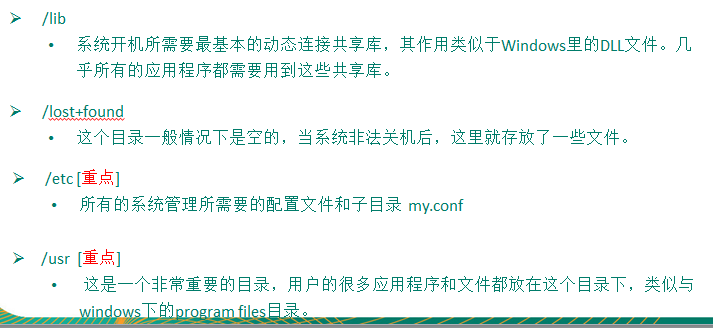 /lib
系统开机所需要最基本的动态连接共享库，其作用类似于Windows里的DLL文件。几
乎所有的应用程序都需要用到这些共享库。
/lost+found
这个目录一般情况下是空的，当系统非法关机后，这里就存放了一些文件。
/etc [重点]
所有的系统管理所需要的配置文件和子目录 my.conf
/usr [重点]
这是一个非常重要的目录，用户的很多应用程序和文件都放在这个目录下，类似与
windows下的program files目录。